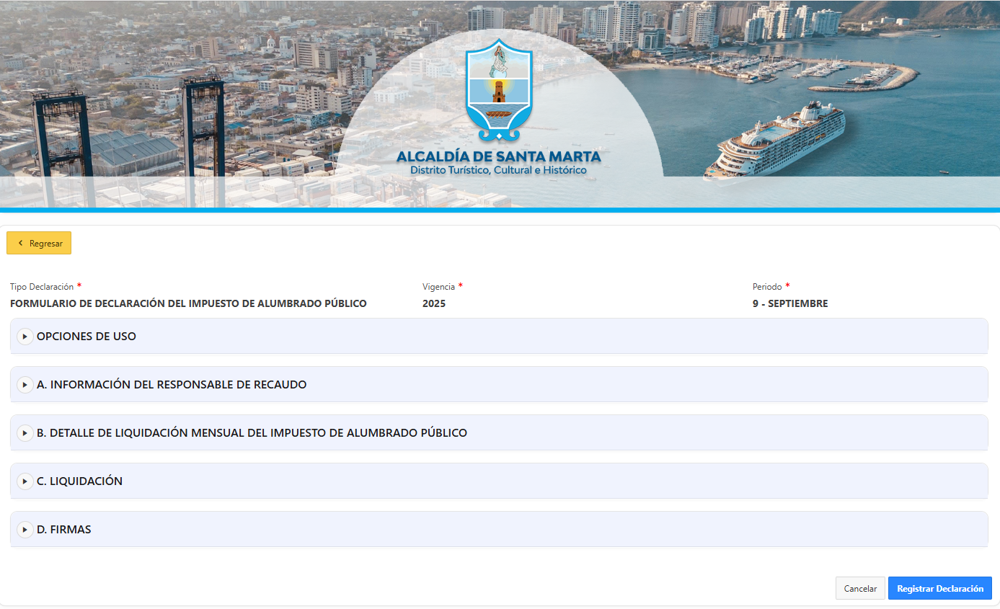 ALCALDÍA DE SANTA MARTA
Distrito Turístico, Cultural e Histórico
Regresar
Tipo Declaración *
FORMULARIO DE DECLARACIÓN DEL IMPUESTO DE ALUMBRADO PÚBLICO
Vigencia *
2025
Periodo *
9 - SEPTIEMBRE
OPCIONES DE USO
A. INFORMACIÓN DEL RESPONSABLE DE RECAUDO
B. DETALLE DE LIQUIDACIÓN MENSUAL DEL IMPUESTO DE ALUMBRADO PÚBLICO
C. LIQUIDACIÓN
D. FIRMAS
Cancelar
Registrar Declaración